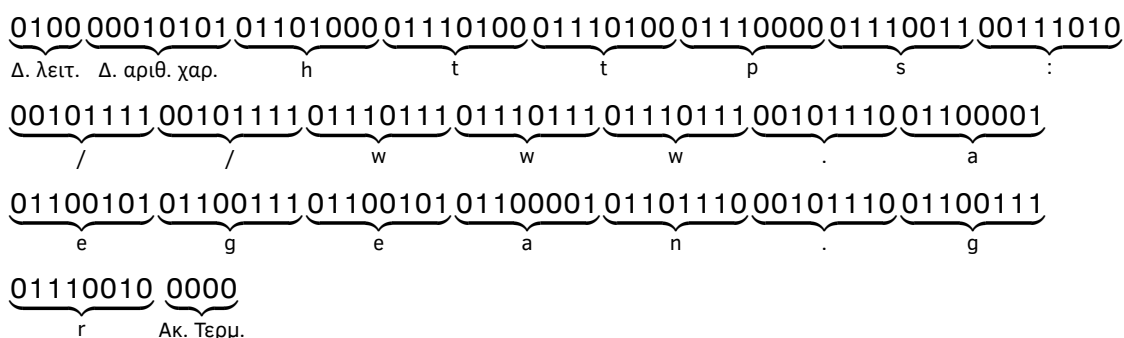 0100 00010101 01101000 01110100 01110100 01110000 01110011 00111010
Δ. λειτ. Δ. αριθ. χαρ. h t t p s :
00101111 00101111 01110111 01110111 01110111 00101110 01100001
/ / w w w . a
01100101 01100111 01100101 01100001 01101110 00101110 01100111
e g e a n . g
01110010 0000
r Ακ. Τερμ.